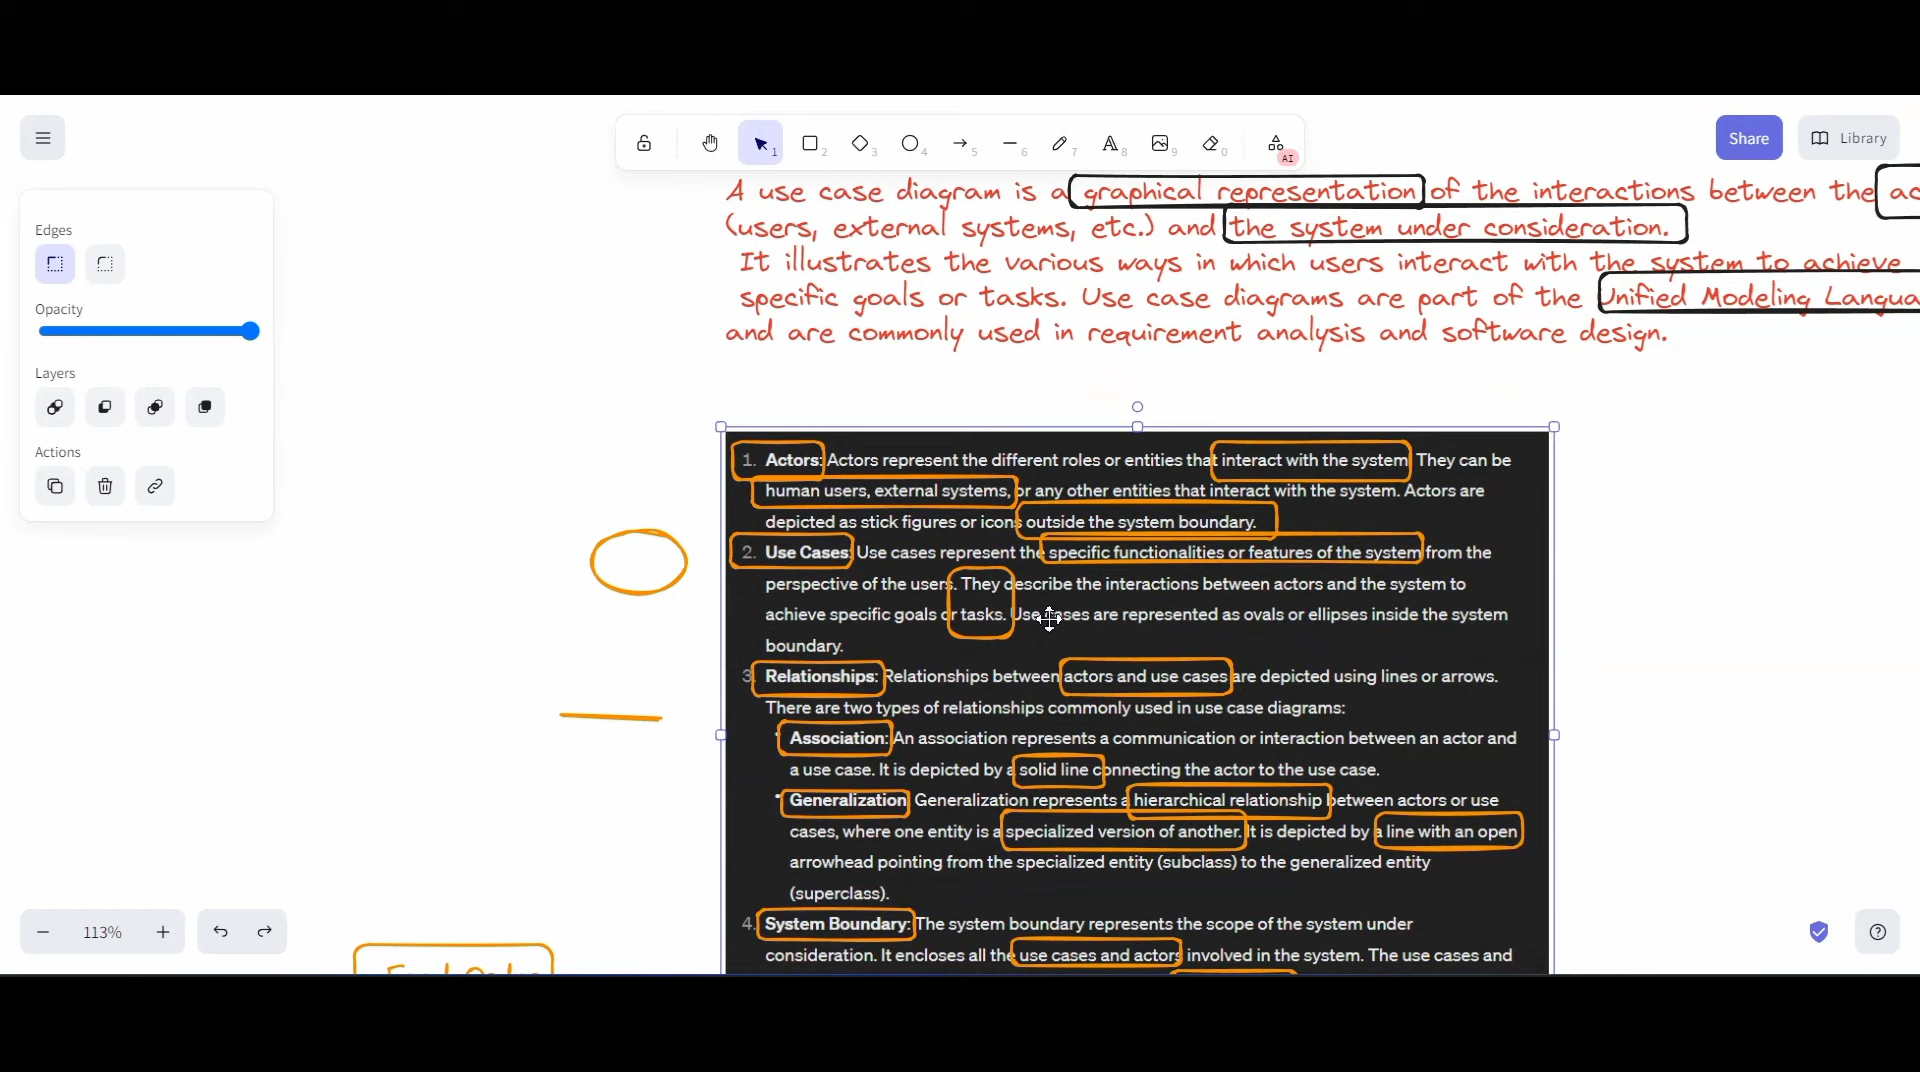 1
2
3
4
5
6
7
8
9
0
AI
Share
Library
A use case diagram is a graphical representation of the interactions between the
(users, external systems, etc.) and the system under consideration.
It illustrates the various ways in which users interact with the system to achieve
specific goals or tasks. Use case diagrams are part of the Unified Modeling Langua
and are commonly used in requirement analysis and software design.
Edges
Opacity
Layers
Actions
1. Actors: Actors represent the different roles or entities that interact with the system. They can be
human users, external systems, or any other entities that interact with the system. Actors are
depicted as stick figures or icons outside the system boundary.
2. Use Cases: Use cases represent the specific functionalities or features of the system from the
perspective of the users. They describe the interactions between actors and the system to
achieve specific goals or tasks. Use cases are represented as ovals or ellipses inside the system
boundary.
3. Relationships: Relationships between actors and use cases are depicted using lines or arrows.
There are two types of relationships commonly used in use case diagrams:
• Association: An association represents a communication or interaction between an actor and
a use case. It is depicted by a solid line connecting the actor to the use case.
• Generalization: Generalization represents a hierarchical relationship between actors or use
cases, where one entity is a specialized version of another. It is depicted by a line with an open
arrowhead pointing from the specialized entity (subclass) to the generalized entity
(superclass).
4. System Boundary: The system boundary represents the scope of the system under
consideration. It encloses all the use cases and actors involved in the system. The use cases and
113%